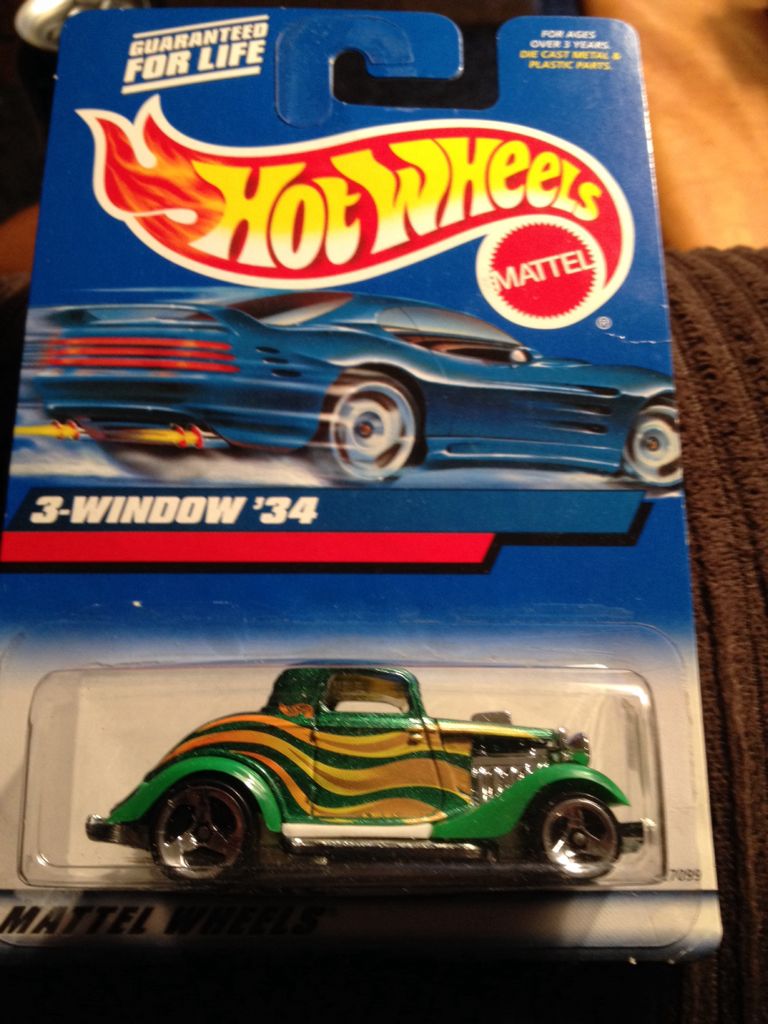 GUARANTEED
FOR LIFE
FOR AGES
OVER 3 YEARS.
DIE CAST METAL &
PLASTIC PARTS.
HOT WHEELS
MATTEL
®
3-WINDOW '34
7099
MATTEL WHEELS